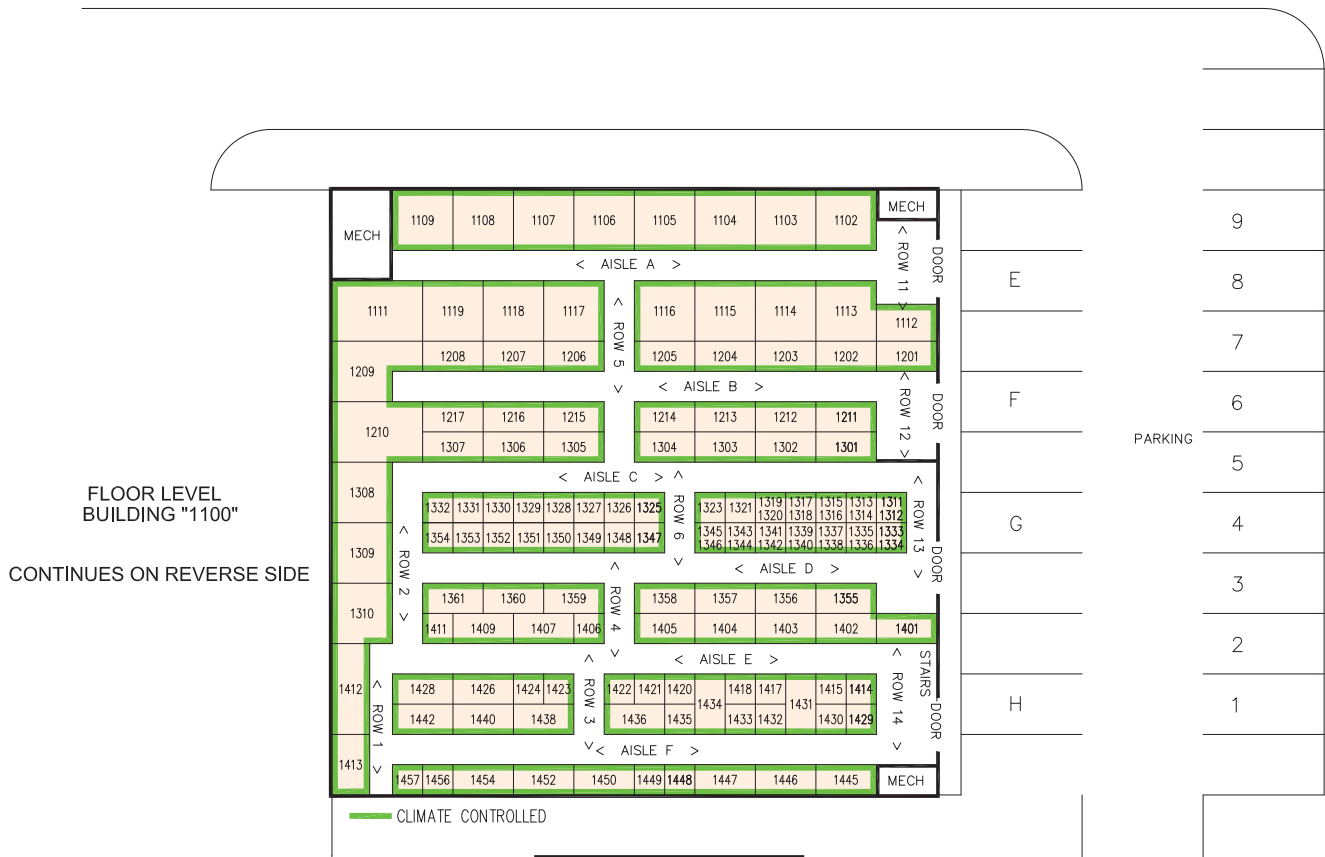 MECH
1109 1108 1107 1106 1105 1104 1103 1102
MECH
< AISLE A >
< ROW 11 >
DOOR
9
E
8
1111 1119 1118 1117
< ROW 5 >
1116 1115 1114 1113
1112
7
1209
1208 1207 1206
1205 1204 1203 1202 1201
< AISLE B >
< ROW 12 >
DOOR
F
6
1210
1217 1216 1215
1214 1213 1212 1211
1307 1306 1305
1304 1303 1302 1301
PARKING
5
< AISLE C >
FLOOR LEVEL
BUILDING "1100"
CONTINUES ON REVERSE SIDE
1308
1332 1331 1330 1329 1328 1327 1326 1325
< ROW 6 >
1323 1321 1319 1317 1315 1313 1311
1320 1318 1316 1314 1312
< ROW 13 >
DOOR
G
4
1309
< ROW 2 >
1354 1353 1352 1351 1350 1349 1348 1347
1345 1343 1341 1339 1337 1335 1333
1346 1344 1342 1340 1338 1336 1334
< AISLE D >
3
1310
1361 1360 1359
< ROW 4 >
1358 1357 1356 1355
1411 1409 1407 1406
1405 1404 1403 1402 1401
2
< AISLE E >
STAIRS
DOOR
1412
< ROW 1 >
1428 1426 1424 1423
< ROW 3 >
1422 1421 1420 1434 1418 1417 1431 1415 1414
< ROW 14 >
H
1
1442 1440 1438
1436 1435 1433 1432 1430 1429
< AISLE F >
1413
1457 1456 1454 1452 1450 1449 1448 1447 1446 1445
MECH
CLIMATE CONTROLLED